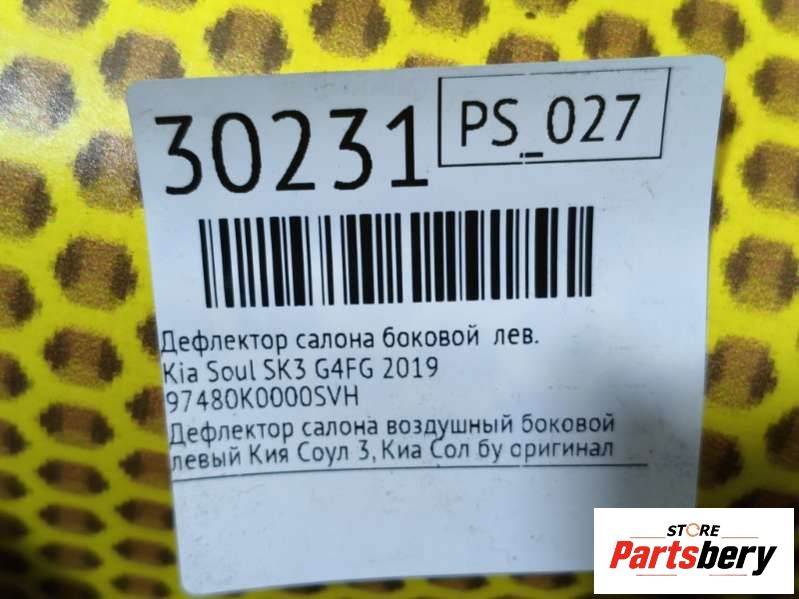 30231
PS_027
Дефлектор салона боковой лев.
Kia Soul SK3 G4FG 2019
97480K0000SVH
Дефлектор салона воздушный боковой
левый Кия Соул 3, Киа Сол бу оригинал
STORE
Partsbery